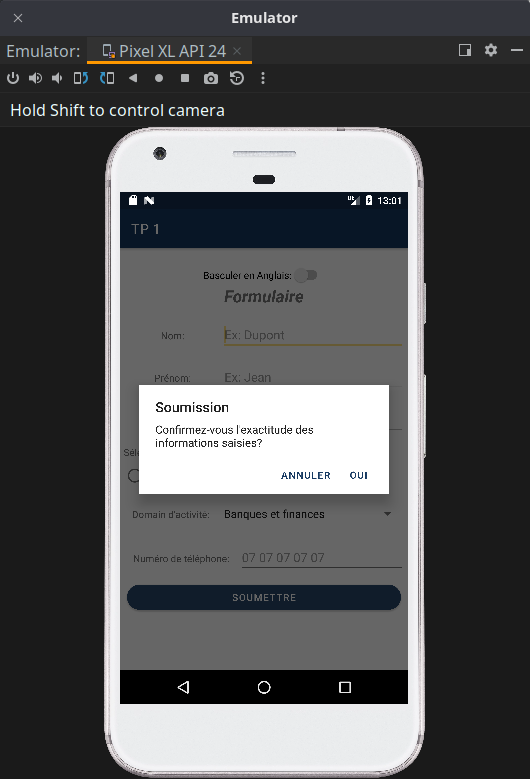 Emulator
Emulator: Pixel XL API 24
Hold Shift to control camera
13:01
TP 1
Basculer en Anglais:
Formulaire
Nom: Ex: Dupont
Prénom: Ex: Jean
Soumission
Confirmez-vous l'exactitude des
informations saisies?
ANNULER OUI
Domain d'activité: Banques et finances
Numéro de téléphone: 07 07 07 07 07
SOUMETTRE